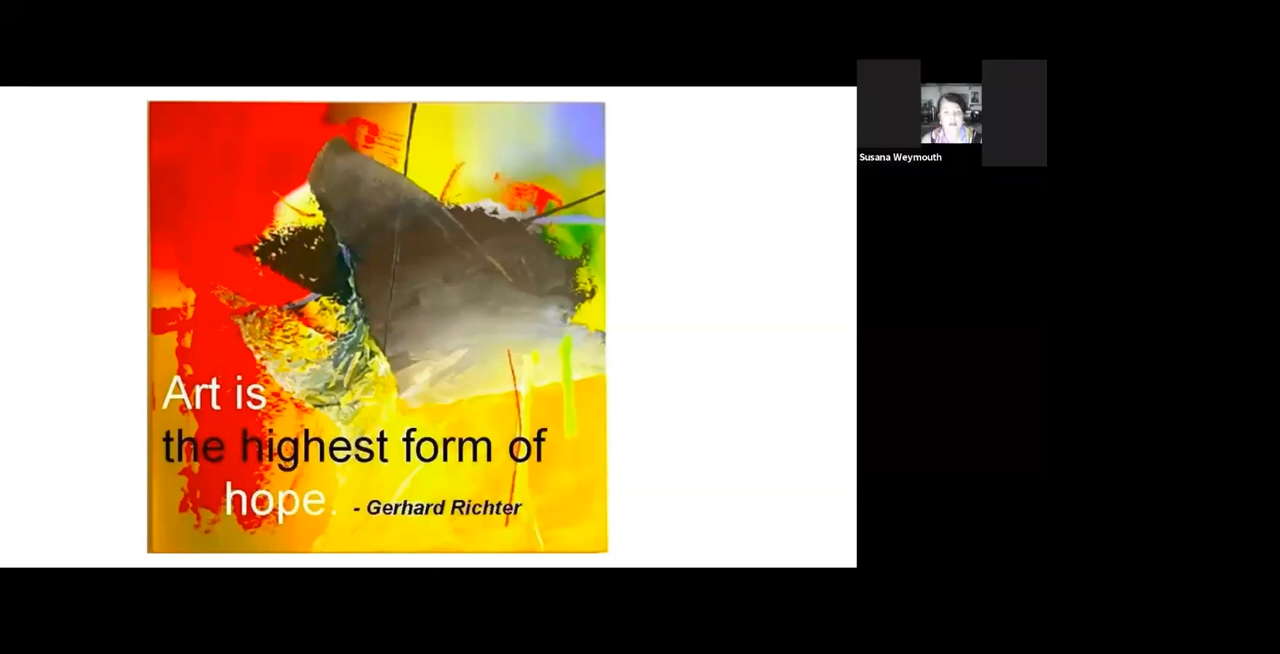 Art is
the highest form of
hope. - Gerhard Richter
Susana Weymouth